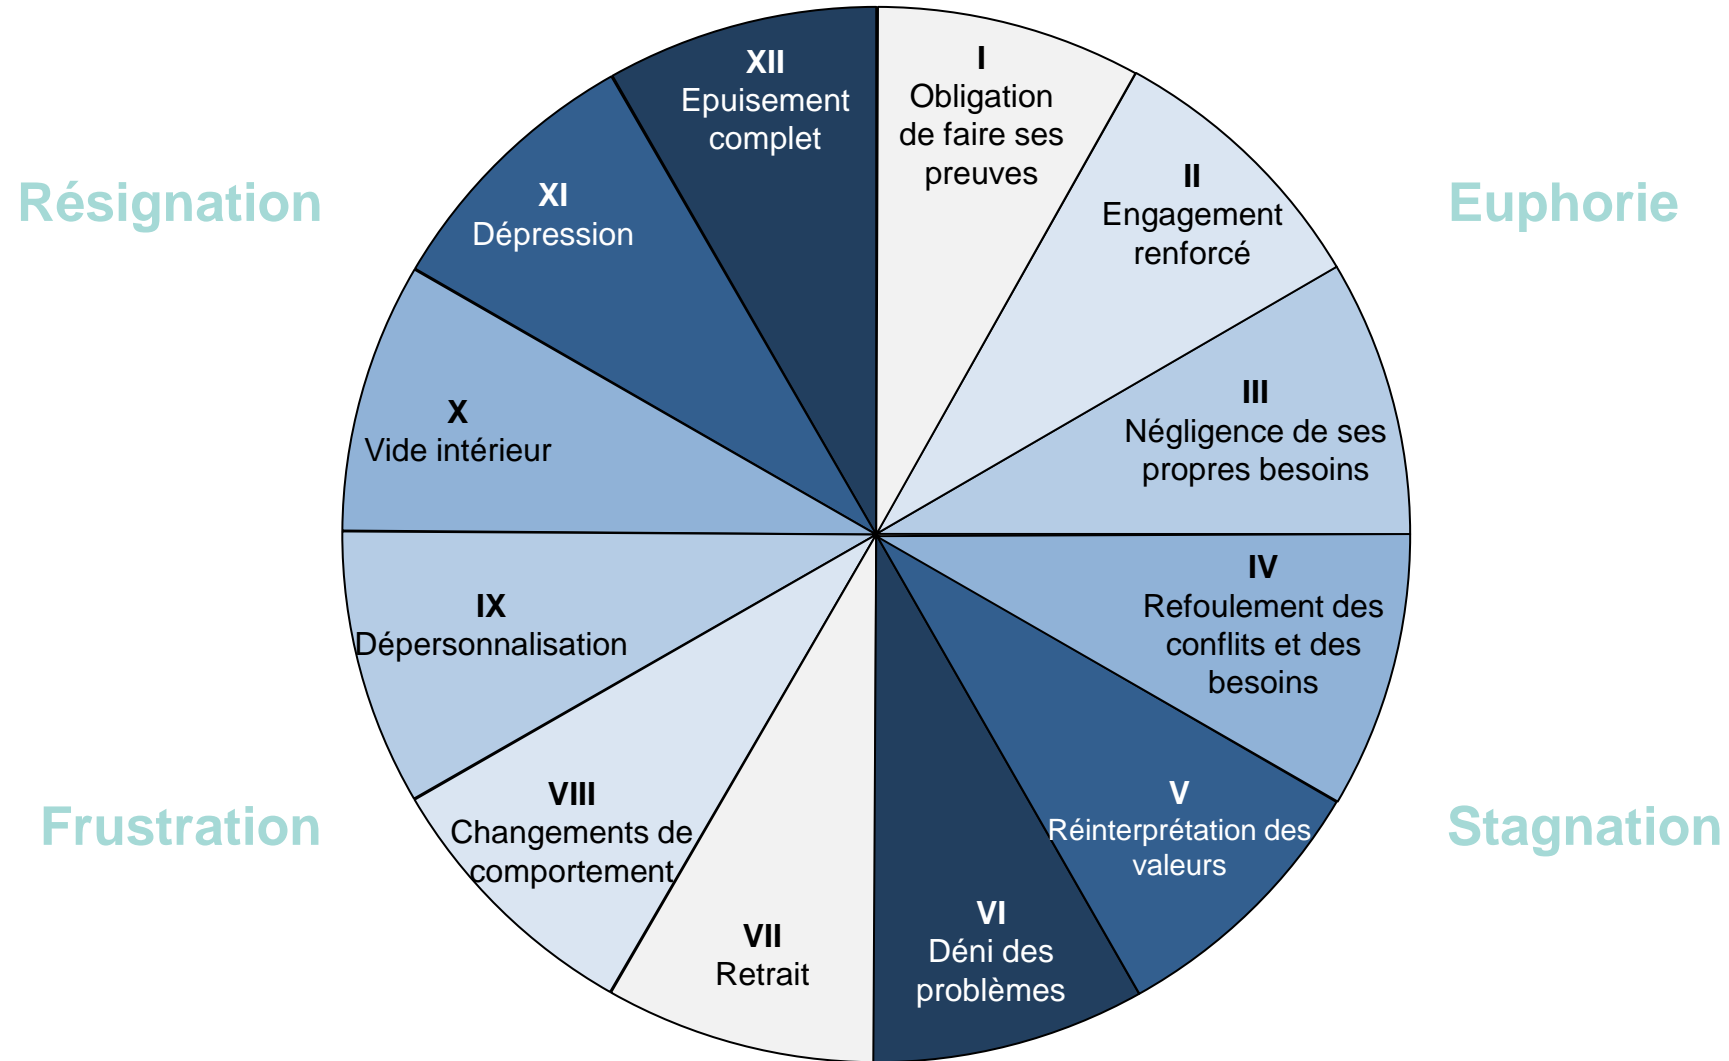 I
Obligation
de faire ses
preuves
II
Engagement
renforcé
III
Négligence de ses
propres besoins
Euphorie
IV
Refoulement des
conflits et des
besoins
V
Réinterprétation des
valeurs
VI
Déni des
problèmes
Stagnation
VII
Retrait
VIII
Changements de
comportement
IX
Dépersonnalisation
Frustration
X
Vide intérieur
XI
Dépression
XII
Epuisement
complet
Résignation